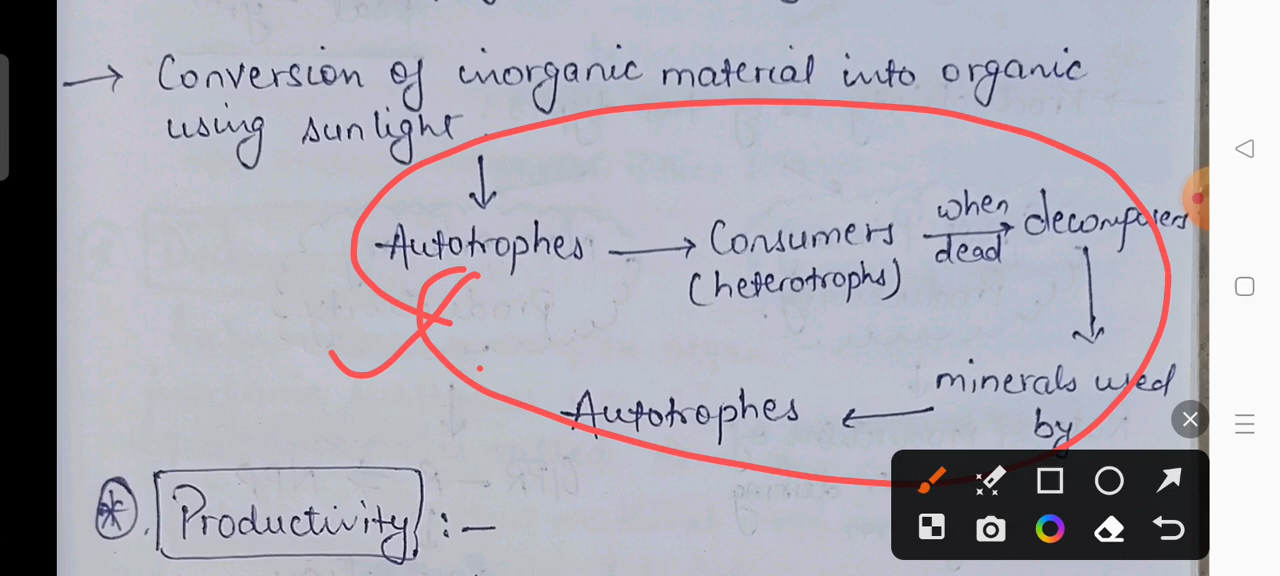 → Conversion of inorganic material into organic
using sunlight.
↓
Autotrophes → Consumers when dead → decomposers
(heterotrophs)
↓
Autotrophes ← minerals used
by
* Productivity :-